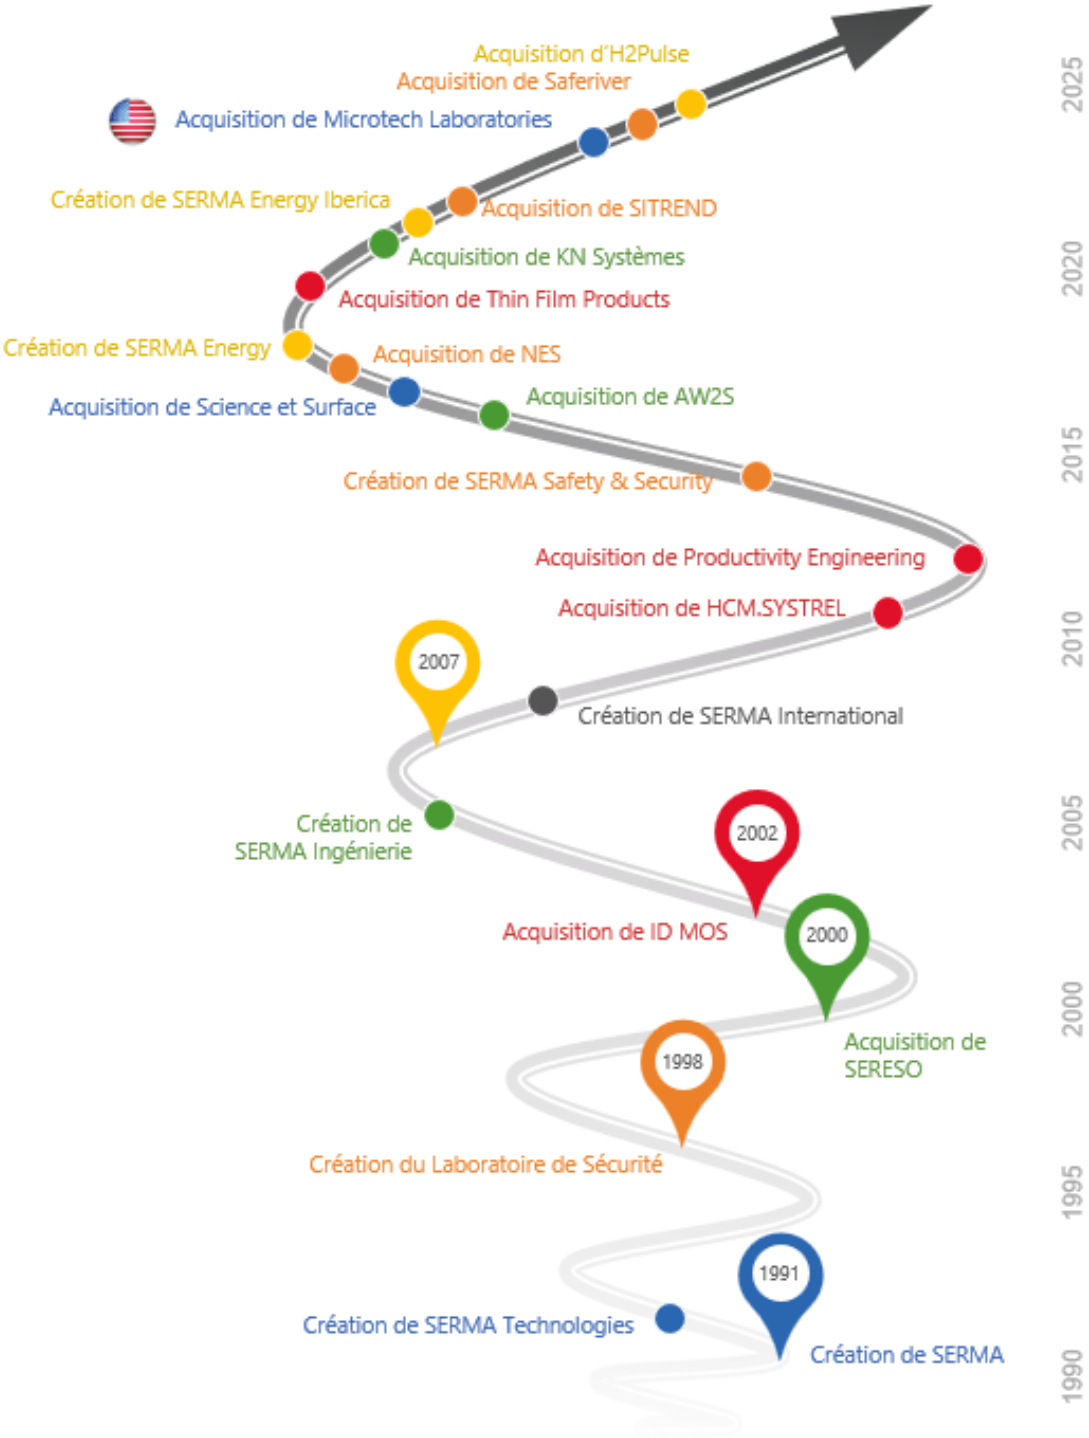 Acquisition d'H2Pulse
Acquisition de Saferiver
2025
Acquisition de Microtech Laboratories
Création de SERMA Energy Iberica
Acquisition de SITREND
Acquisition de KN Systèmes
2020
Acquisition de Thin Film Products
Création de SERMA Energy
Acquisition de NES
Acquisition de AW2S
Acquisition de Science et Surface
2015
Création de SERMA Safety & Security
Acquisition de Productivity Engineering
Acquisition de HCM.SYSTREL
2010
2007
Création de SERMA International
2005
Création de
SERMA Ingénierie
2002
Acquisition de ID MOS
2000
2000
Acquisition de
SERESO
1998
Création du Laboratoire de Sécurité
1995
1991
Création de SERMA Technologies
Création de SERMA
1990